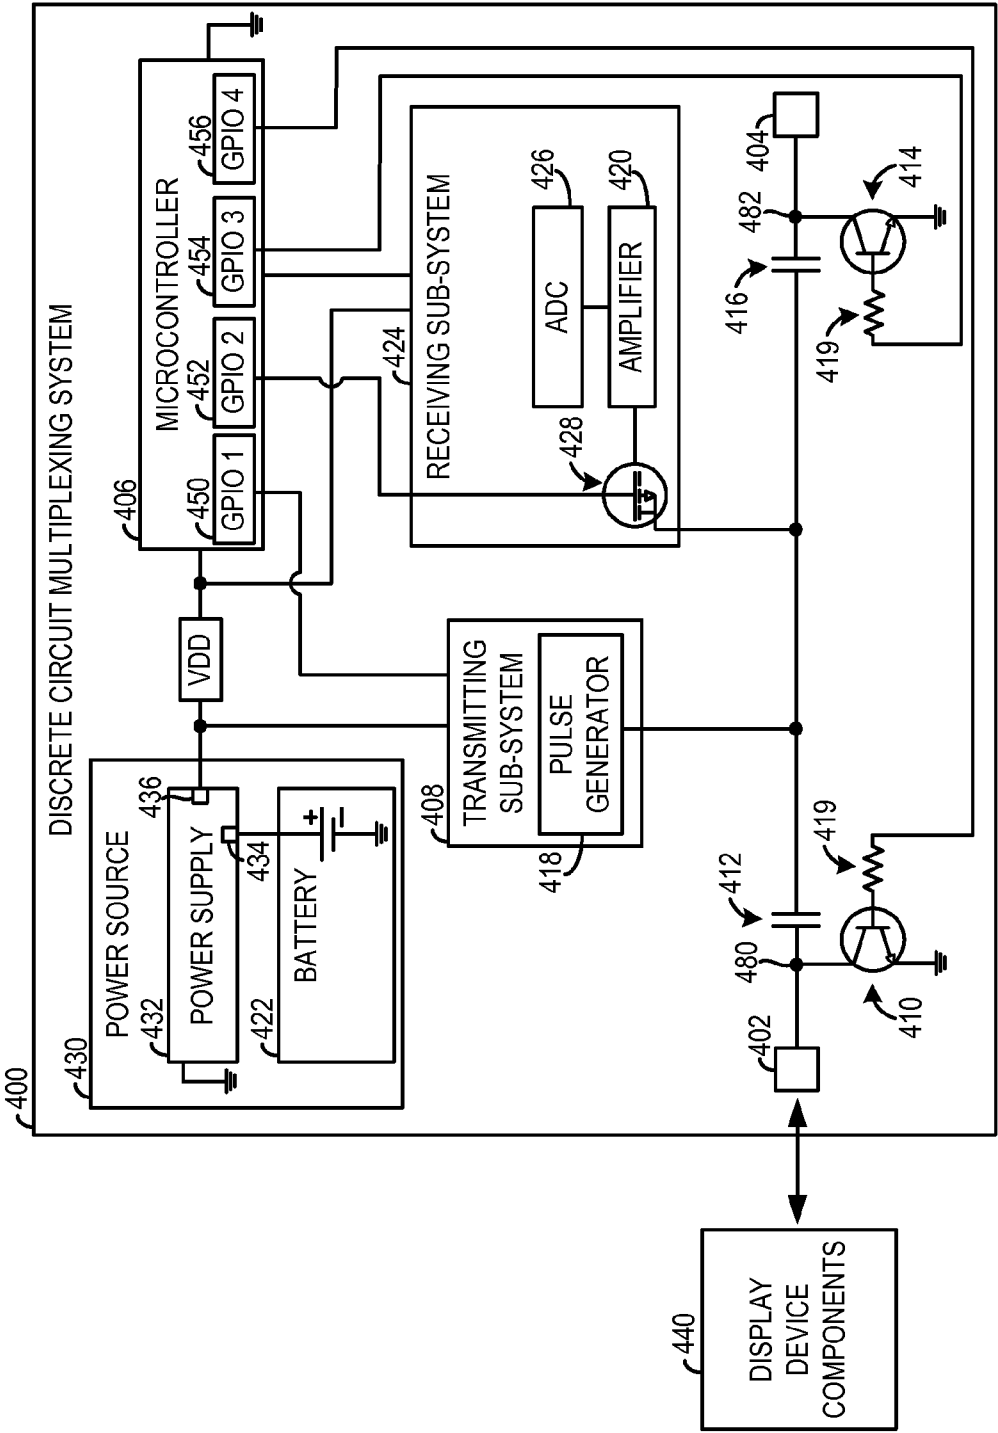 400
DISCRETE CIRCUIT MULTIPLEXING SYSTEM
430
POWER SOURCE
432
POWER SUPPLY
436
434
422
BATTERY
+
−
VDD
406
MICROCONTROLLER
450
GPIO 1
452
GPIO 2
454
GPIO 3
456
GPIO 4
408
TRANSMITTING
SUB-SYSTEM
PULSE
GENERATOR
418
424
RECEIVING SUB-SYSTEM
428
ADC
426
AMPLIFIER
420
440
DISPLAY
DEVICE
COMPONENTS
402
480
412
410
419
416
482
404
419
414